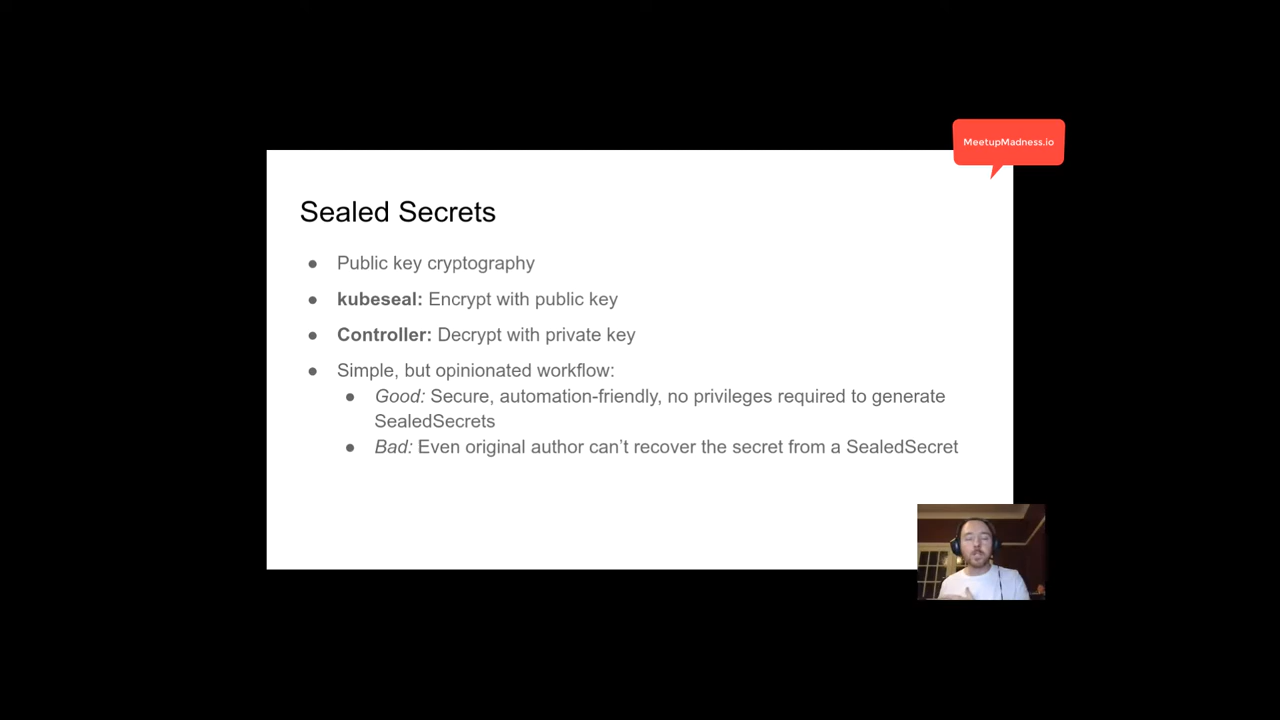 MeetupMadness.io
Sealed Secrets
● Public key cryptography
● kubeseal: Encrypt with public key
● Controller: Decrypt with private key
● Simple, but opinionated workflow:
● Good: Secure, automation-friendly, no privileges required to generate
SealedSecrets
● Bad: Even original author can’t recover the secret from a SealedSecret